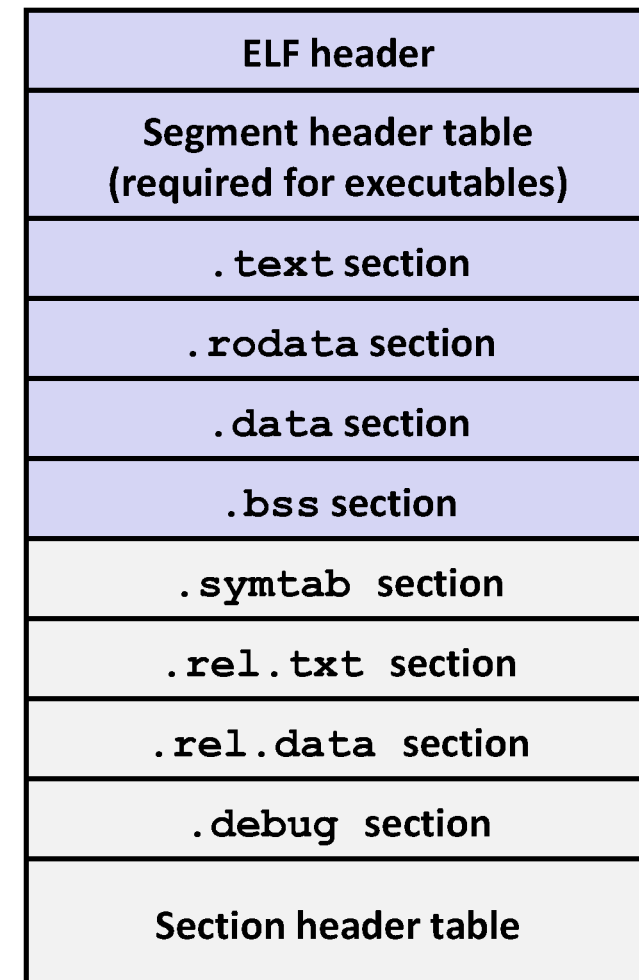 ELF header
Segment header table
(required for executables)
.text section
.rodata section
.data section
.bss section
.symtab section
.rel.txt section
.rel.data section
.debug section
Section header table